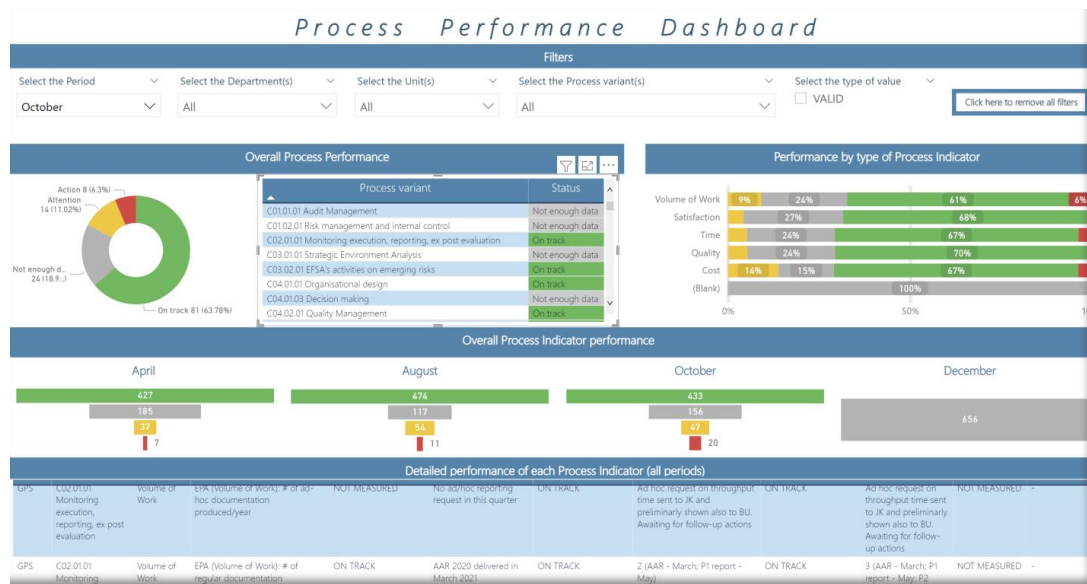 Process Performance Dashboard
Filters
Select the Period
Select the Department(s)
Select the Unit(s)
Select the Process variant(s)
Select the type of value
October
All
All
All
VALID
Click here to remove all filters
Overall Process Performance
Performance by type of Process Indicator
Action 8 (6.3%)
Attention
14 (11.02%)
Not enough d...
24 (18.9...)
On track 81 (63.78%)
Process variant Status
C01.01.01 Audit Management Not enough data
C01.02.01 Risk management and internal control Not enough data
C02.01.01 Monitoring execution, reporting, ex post evaluation On track
C03.01.01 Strategic Environment Analysis Not enough data
C03.02.01 EFSA's activities on emerging risks On track
C04.01.01 Organisational design On track
C04.01.03 Decision making Not enough data
C04.02.01 Quality Management On track
Volume of Work 9% 24% 61% 6%
Satisfaction 27% 68%
Time 24% 67%
Quality 24% 70%
Cost 14% 15% 67%
(Blank) 100%
0% 50%
Overall Process Indicator performance
April
427
185
37
7
August
474
117
54
11
October
433
156
47
20
December
656
Detailed performance of each Process Indicator (all periods)
GPS
C02.01.01
Monitoring
execution,
reporting, ex post
evaluation
Volume of
Work
EPA (Volume of Work): # of ad-
hoc documentation
produced/year
NOT MEASURED
No ad/hoc reporting
request in this quarter
ON TRACK
Ad hoc request on throughput
time sent to JK and
preliminarly shown also to BU.
Awaiting for follow-up actions
ON TRACK
Ad hoc request on
throughput time sent
to JK and preliminarly
shown also to BU.
Awaiting for follow-
up actions
NOT MEASURED -
GPS
C02.01.01
Monitoring
Volume of
Work
EPA (Volume of Work): # of
regular documentation
ON TRACK
AAR 2020 delivered in
March 2021
ON TRACK
2 (AAR - March; P1 report -
May)
ON TRACK
3 (AAR - March; P1
report - May; P2
NOT MEASURED -